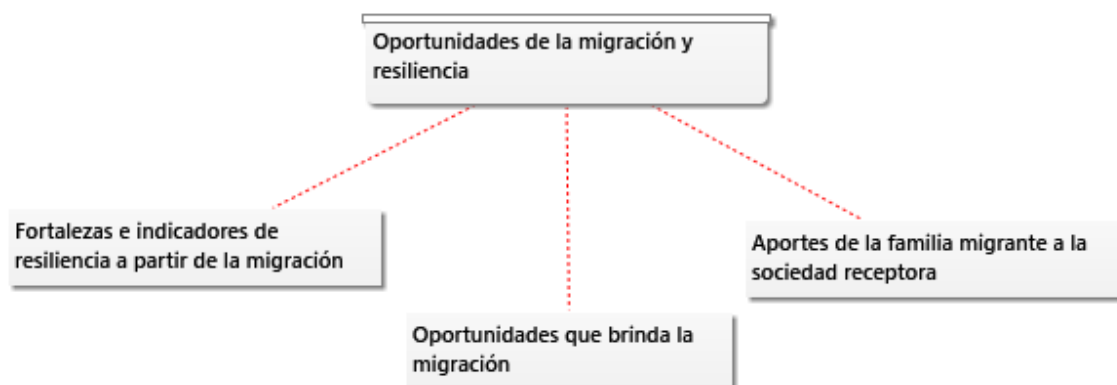 Oportunidades de la migración y
resiliencia
Fortalezas e indicadores de
resiliencia a partir de la migración
Aportes de la familia migrante a la
sociedad receptora
Oportunidades que brinda la
migración